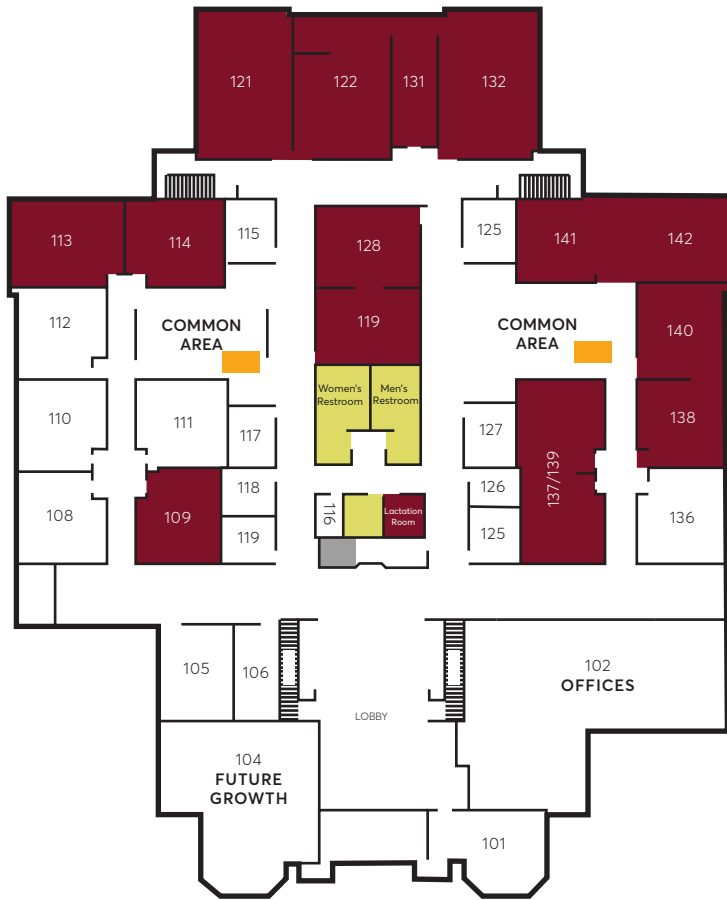 121
122
131
132
113
114
115
128
125
141
142
112
COMMON
AREA
119
COMMON
AREA
140
110
111
117
Women's
Restroom
Men's
Restroom
127
138
108
109
118
119
116
Lactation
Room
126
125
137/139
136
105
106
LOBBY
102
OFFICES
104
FUTURE
GROWTH
101